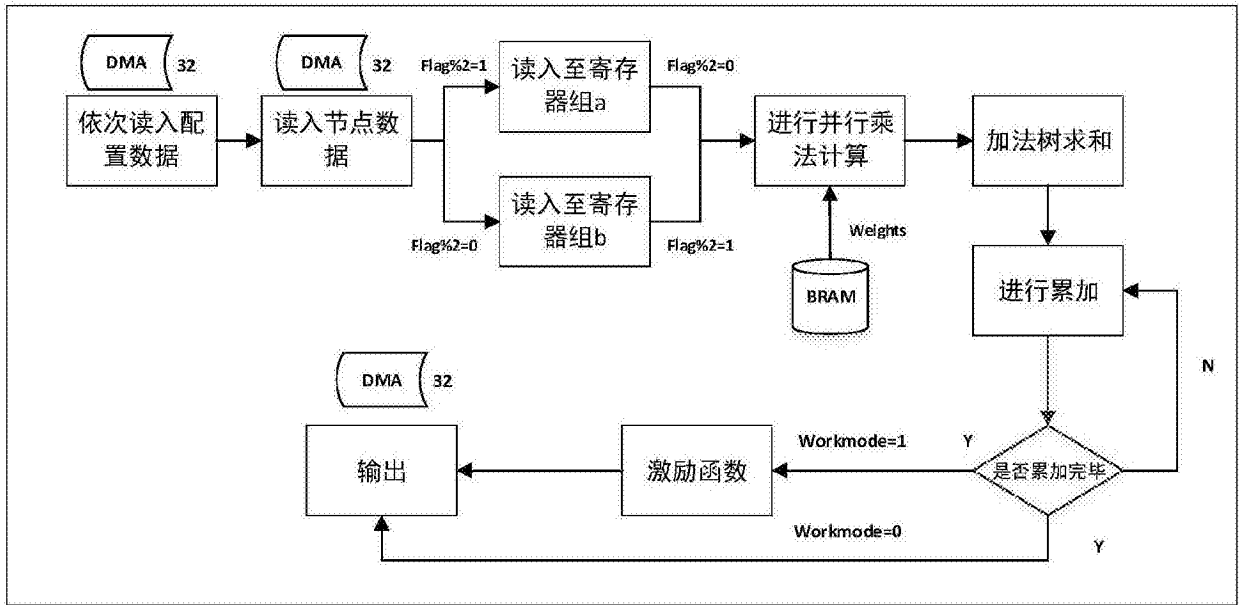 DMA
32
依次读入配
置数据
DMA
32
读入节点数
据
Flag%2=1
读入至寄存
器组a
Flag%2=0
Flag%2=0
读入至寄存
器组b
Flag%2=1
进行并行乘
法计算
Weights
BRAM
加法树求和
进行累加
N
是否累加完毕
Y
Workmode=1
激励函数
DMA
32
输出
Workmode=0
Y